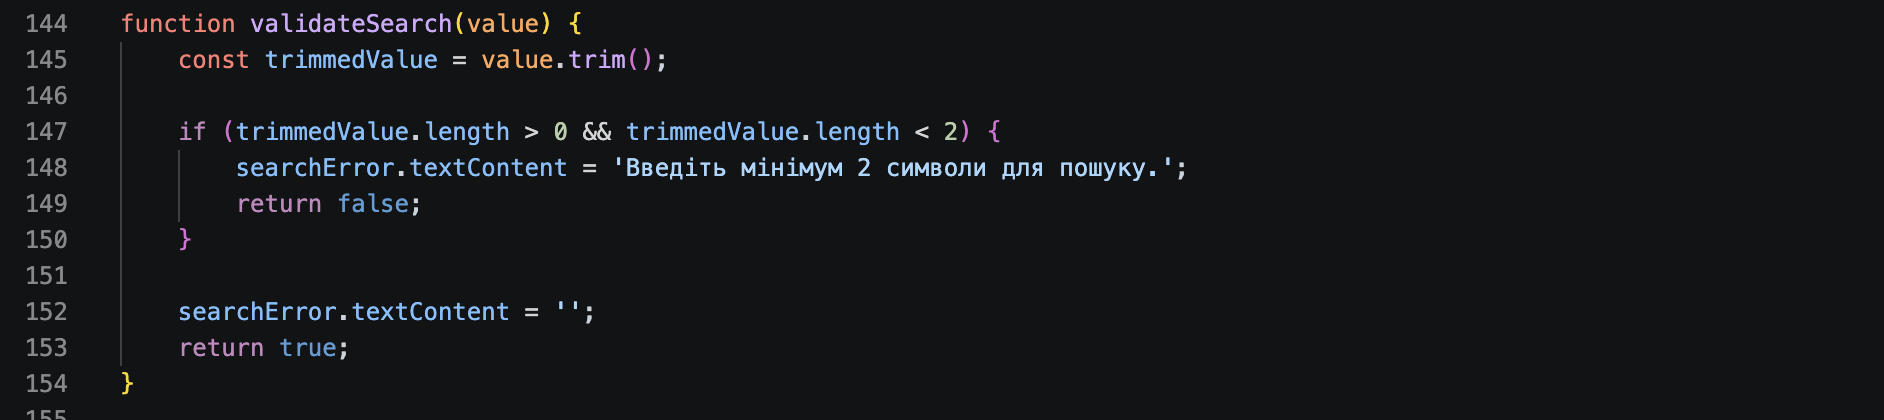 144 function validateSearch(value) {
145 const trimmedValue = value.trim();
146
147 if (trimmedValue.length > 0 && trimmedValue.length < 2) {
148 searchError.textContent = 'Введіть мінімум 2 символи для пошуку.';
149 return false;
150 }
151
152 searchError.textContent = '';
153 return true;
154 }
155